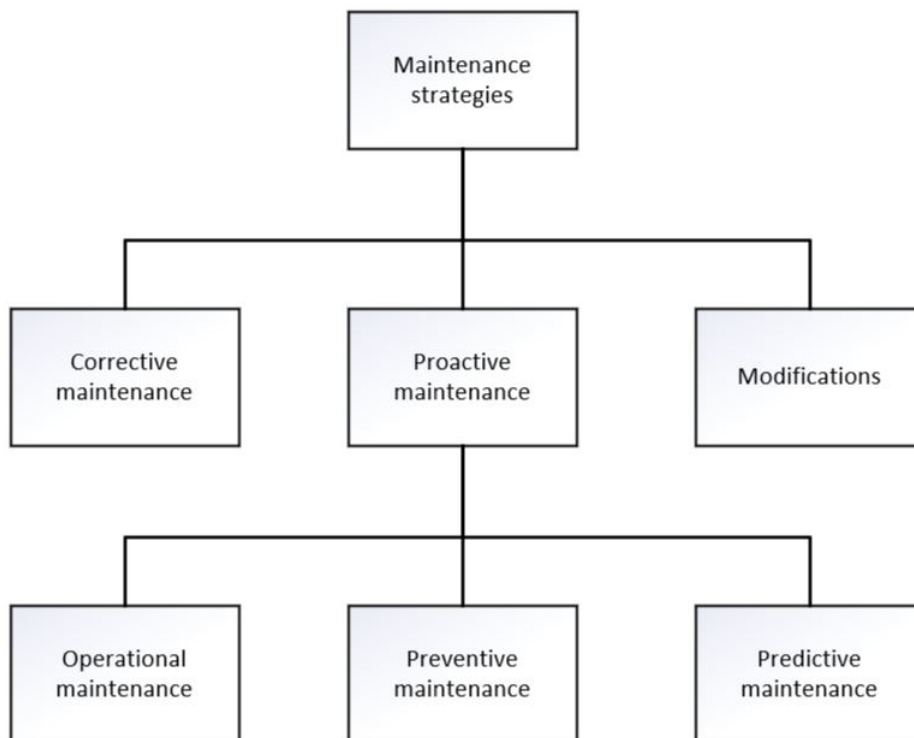 Maintenance
strategies
Corrective
maintenance
Proactive
maintenance
Modifications
Operational
maintenance
Preventive
maintenance
Predictive
maintenance